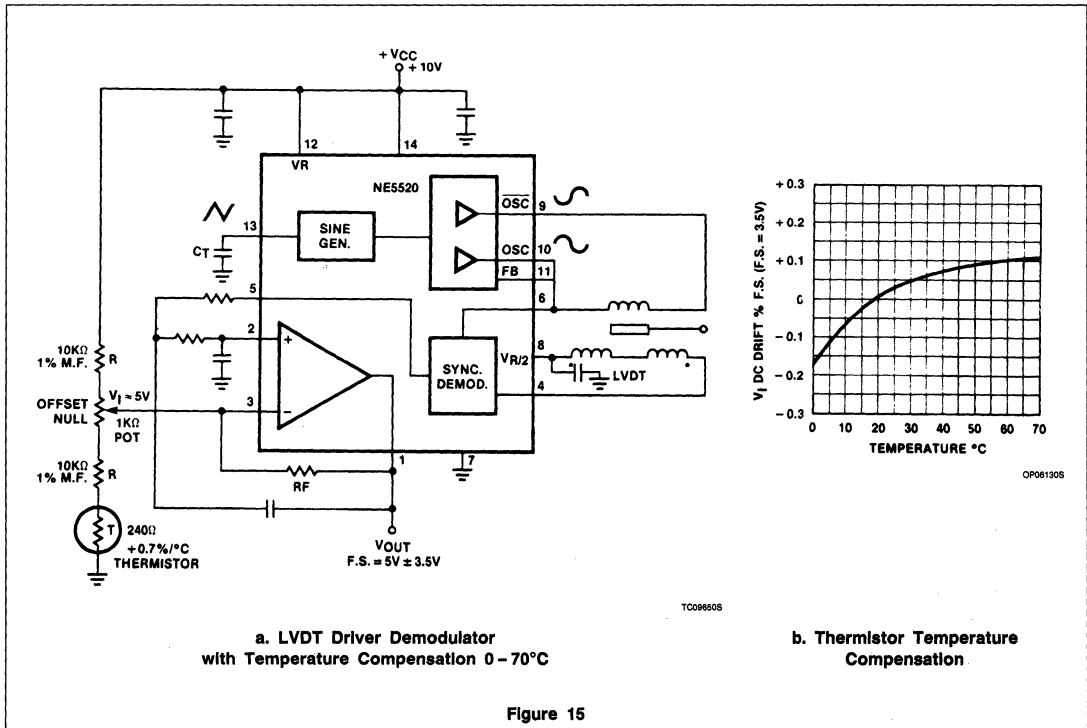 + VCC
+ 10V
12
14
VR
NE5520
OSC
9
13
SINE
GEN.
CT
OSC
10
FB
11
5
6
2
+
8
VR/2
LVDT
SYNC.
DEMOD.
4
10KΩ
1% M.F.
R
OFFSET
NULL
VI = 5V
1KΩ
POT
3
−
1
7
10KΩ
1% M.F.
R
RF
T
240Ω
+0.7%/°C
THERMISTOR
VOUT
F.S. = 5V ± 3.5V
TC09650S
a. LVDT Driver Demodulator
with Temperature Compensation 0 – 70°C
VI DC DRIFT % F.S. (F.S. = 3.5V)
+ 0.3
+ 0.2
+ 0.1
0
− 0.1
− 0.2
− 0.3
0 10 20 30 40 50 60 70
TEMPERATURE °C
OP06130S
b. Thermistor Temperature
Compensation
Figure 15